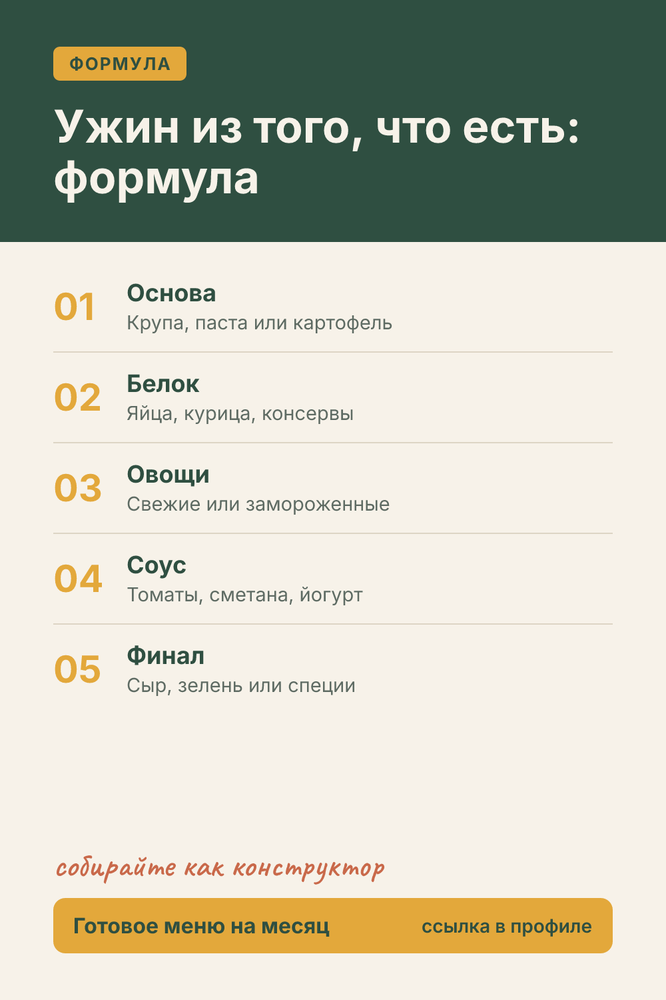 ФОРМУЛА
Ужин из того, что есть:
формула
01
Основа
Крупа, паста или картофель
02
Белок
Яйца, курица, консервы
03
Овощи
Свежие или замороженные
04
Соус
Томаты, сметана, йогурт
05
Финал
Сыр, зелень или специи
собирайте как конструктор
Готовое меню на месяц
ссылка в профиле